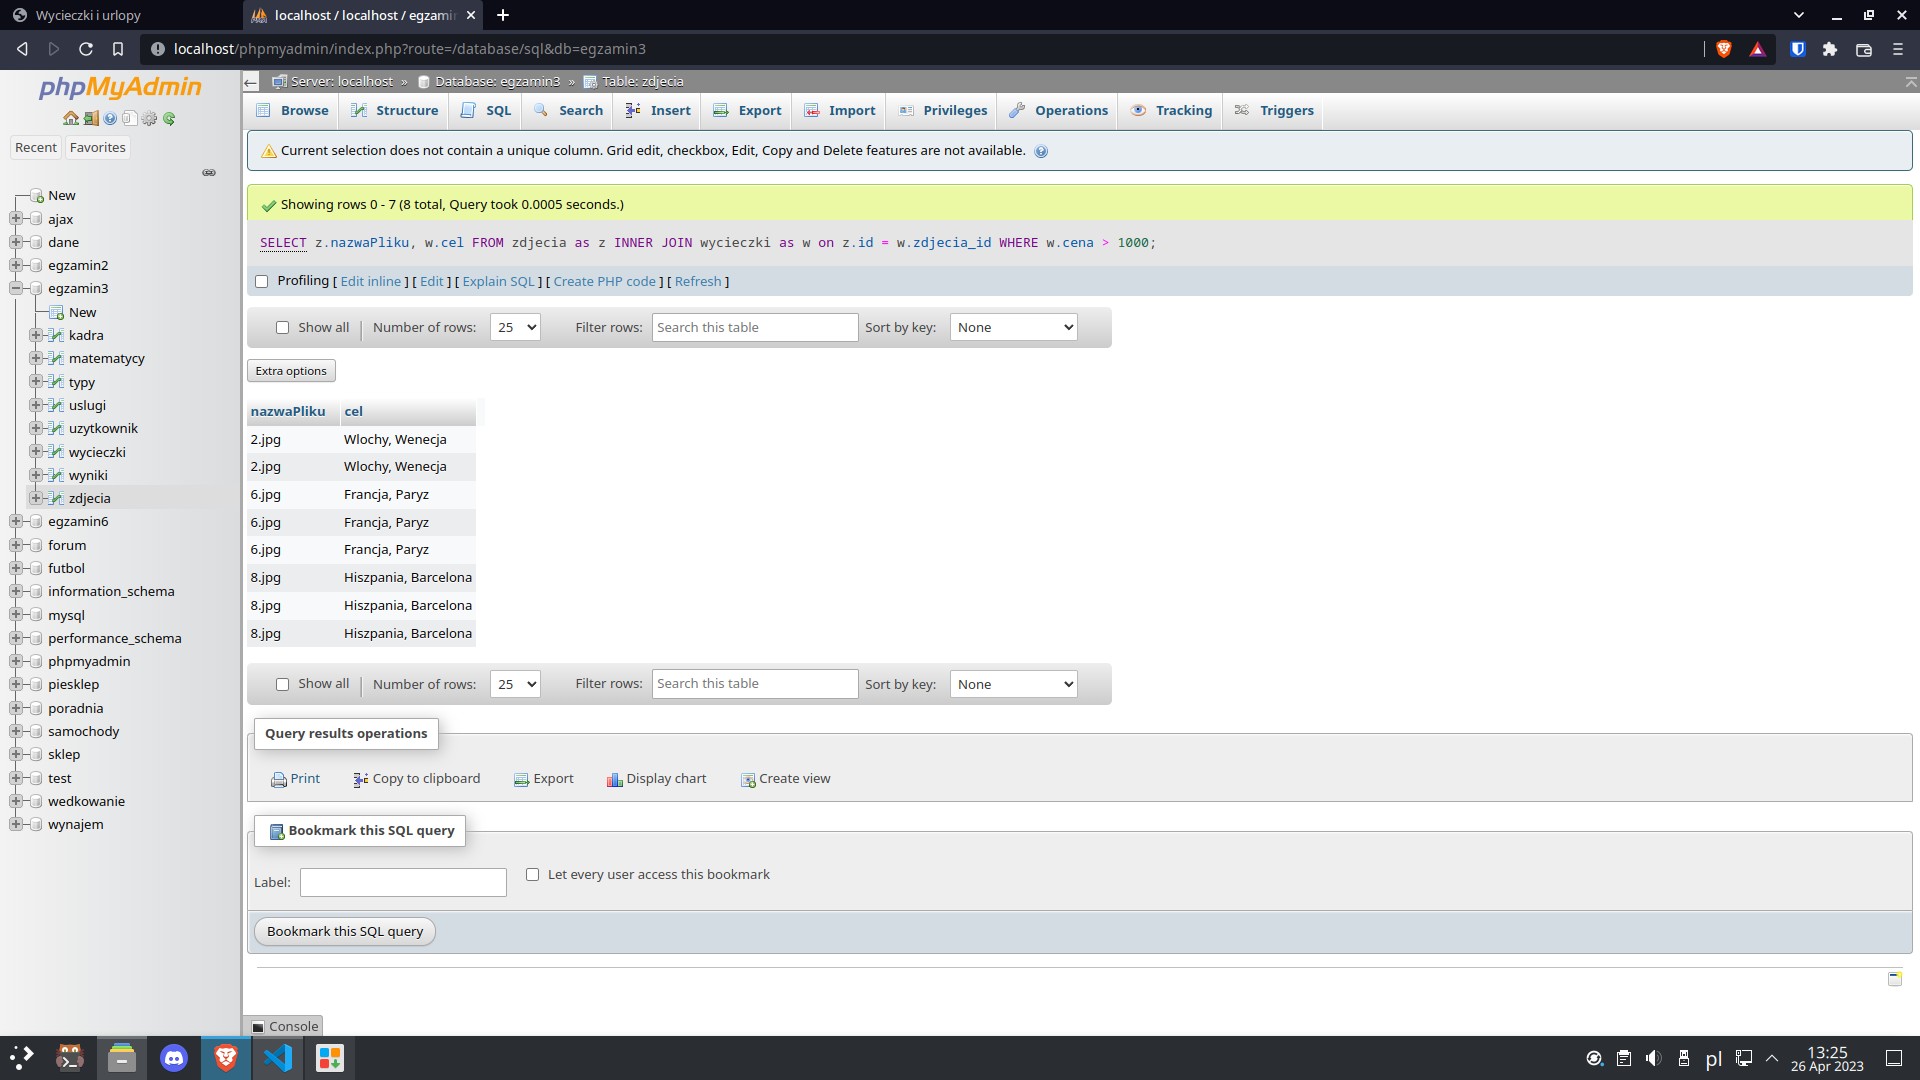 Wycieczki i urlopy
localhost / localhost / egzami
localhost/phpmyadmin/index.php?route=/database/sql&db=egzamin3
phpMyAdmin
Server: localhost » Database: egzamin3 » Table: zdjecia
Browse Structure SQL Search Insert Export Import Privileges Operations Tracking Triggers
Recent Favorites
New
ajax
dane
egzamin2
egzamin3
New
kadra
matematycy
typy
uslugi
uzytkownik
wycieczki
wyniki
zdjecia
egzamin6
forum
futbol
information_schema
mysql
performance_schema
phpmyadmin
piesklep
poradnia
samochody
sklep
test
wedkowanie
wynajem
Current selection does not contain a unique column. Grid edit, checkbox, Edit, Copy and Delete features are not available.
Showing rows 0 - 7 (8 total, Query took 0.0005 seconds.)
SELECT z.nazwaPliku, w.cel FROM zdjecia as z INNER JOIN wycieczki as w on z.id = w.zdjecia_id WHERE w.cena > 1000;
Profiling [ Edit inline ] [ Edit ] [ Explain SQL ] [ Create PHP code ] [ Refresh ]
Show all Number of rows: 25 Filter rows: Search this table Sort by key: None
Extra options
nazwaPliku cel
2.jpg Wlochy, Wenecja
2.jpg Wlochy, Wenecja
6.jpg Francja, Paryz
6.jpg Francja, Paryz
6.jpg Francja, Paryz
8.jpg Hiszpania, Barcelona
8.jpg Hiszpania, Barcelona
8.jpg Hiszpania, Barcelona
Show all Number of rows: 25 Filter rows: Search this table Sort by key: None
Query results operations
Print Copy to clipboard Export Display chart Create view
Bookmark this SQL query
Label: Let every user access this bookmark
Bookmark this SQL query
Console
pl
13:25
26 Apr 2023